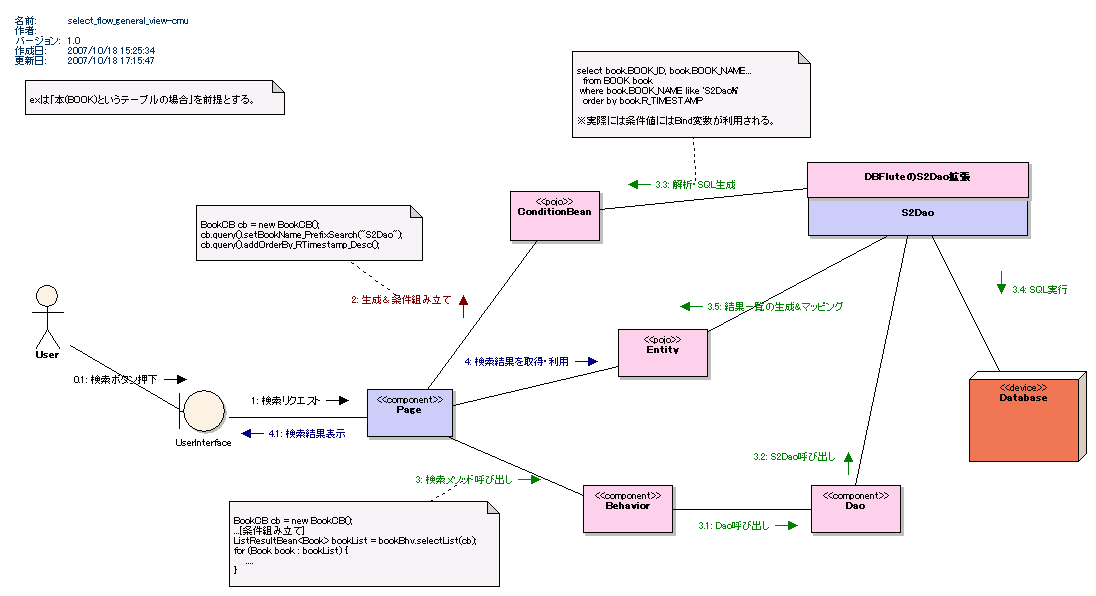 名前: select_flow_general_view-cmu
作者:
バージョン: 1.0
作成日: 2007/10/18 15:25:34
更新日: 2007/10/18 17:15:47
exは「本(BOOK)というテーブルの場合」を前提とする。
select book.BOOK_ID, book.BOOK_NAME...
from BOOK book
where book.BOOK_NAME like 'S2Dao%'
order by book.R_TIMESTAMP
※実際には条件値にはBind変数が利用される。
DBFluteのS2Dao拡張
S2Dao
3.3: 解析・SQL生成
<<pojo>>
ConditionBean
BookCB cb = new BookCB();
cb.query().setBookName_PrefixSearch("S2Dao");
cb.query().addOrderBy_RTimestamp_Desc();
2: 生成&条件組み立て
3.4: SQL実行
3.5: 結果一覧の生成&マッピング
User
<<pojo>>
Entity
4: 検索結果を取得・利用
0.1: 検索ボタン押下
<<device>>
Database
1: 検索リクエスト
<<component>>
Page
UserInterface
4.1: 検索結果表示
3.2: S2Dao呼び出し
3: 検索メソッド呼び出し
<<component>>
Behavior
<<component>>
Dao
3.1: Dao呼び出し
BookCB cb = new BookCB();
...[条件組み立て]
ListResultBean<Book> bookList = bookBhv.selectList(cb);
for (Book book : bookList) {
....
}